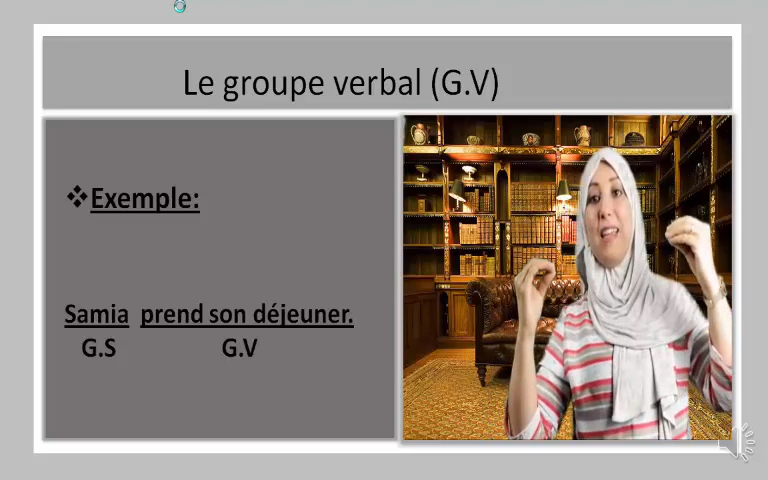 Le groupe verbal (G.V)
❖Exemple:
Samia prend son déjeuner.
G.S G.V